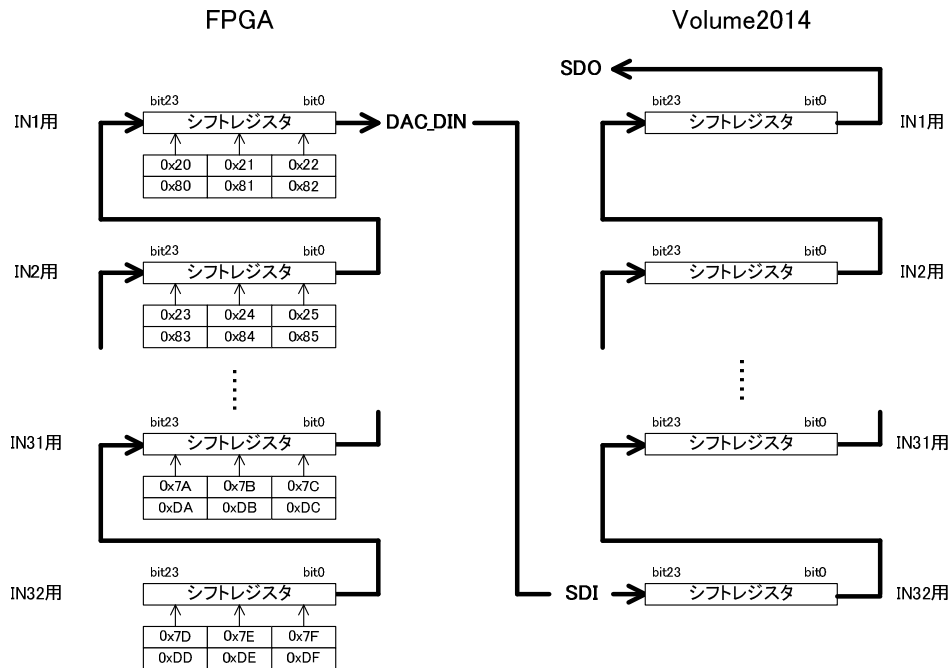 FPGA
Volume2014
SDO
bit23 bit0
IN1用
シフトレジスタ
DAC_DIN
0x20 0x21 0x22
0x80 0x81 0x82
bit23 bit0
シフトレジスタ
IN1用
bit23 bit0
IN2用
シフトレジスタ
0x23 0x24 0x25
0x83 0x84 0x85
bit23 bit0
シフトレジスタ
IN2用
bit23 bit0
IN31用
シフトレジスタ
0x7A 0x7B 0x7C
0xDA 0xDB 0xDC
bit23 bit0
シフトレジスタ
IN31用
bit23 bit0
IN32用
シフトレジスタ
0x7D 0x7E 0x7F
0xDD 0xDE 0xDF
SDI
bit23 bit0
シフトレジスタ
IN32用